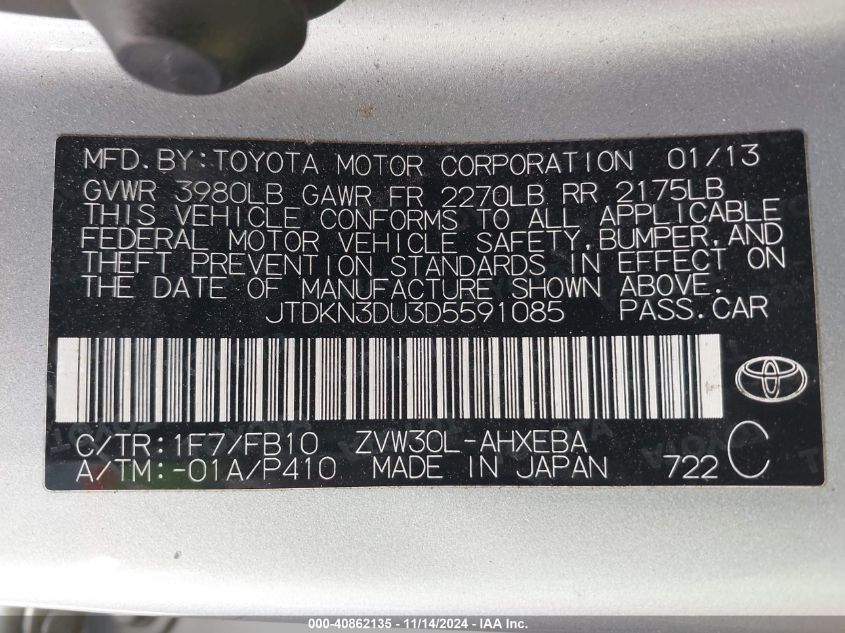 MFD.BY:TOYOTA MOTOR CORPORATION 01/13
GVWR 3980LB GAWR FR 2270LB RR 2175LB
THIS VEHICLE CONFORMS TO ALL APPLICABLE
FEDERAL MOTOR VEHICLE SAFETY,BUMPER,AND
THEFT PREVENTION STANDARDS IN EFFECT ON
THE DATE OF MANUFACTURE SHOWN ABOVE.
JTDKN3DU3D5591085 PASS.CAR
C/TR:1F7/FB10 ZVW30L-AHXEBA
A/TM:-01A/P410 MADE IN JAPAN 722 C
000-40862135 - 11/14/2024 - IAA Inc.